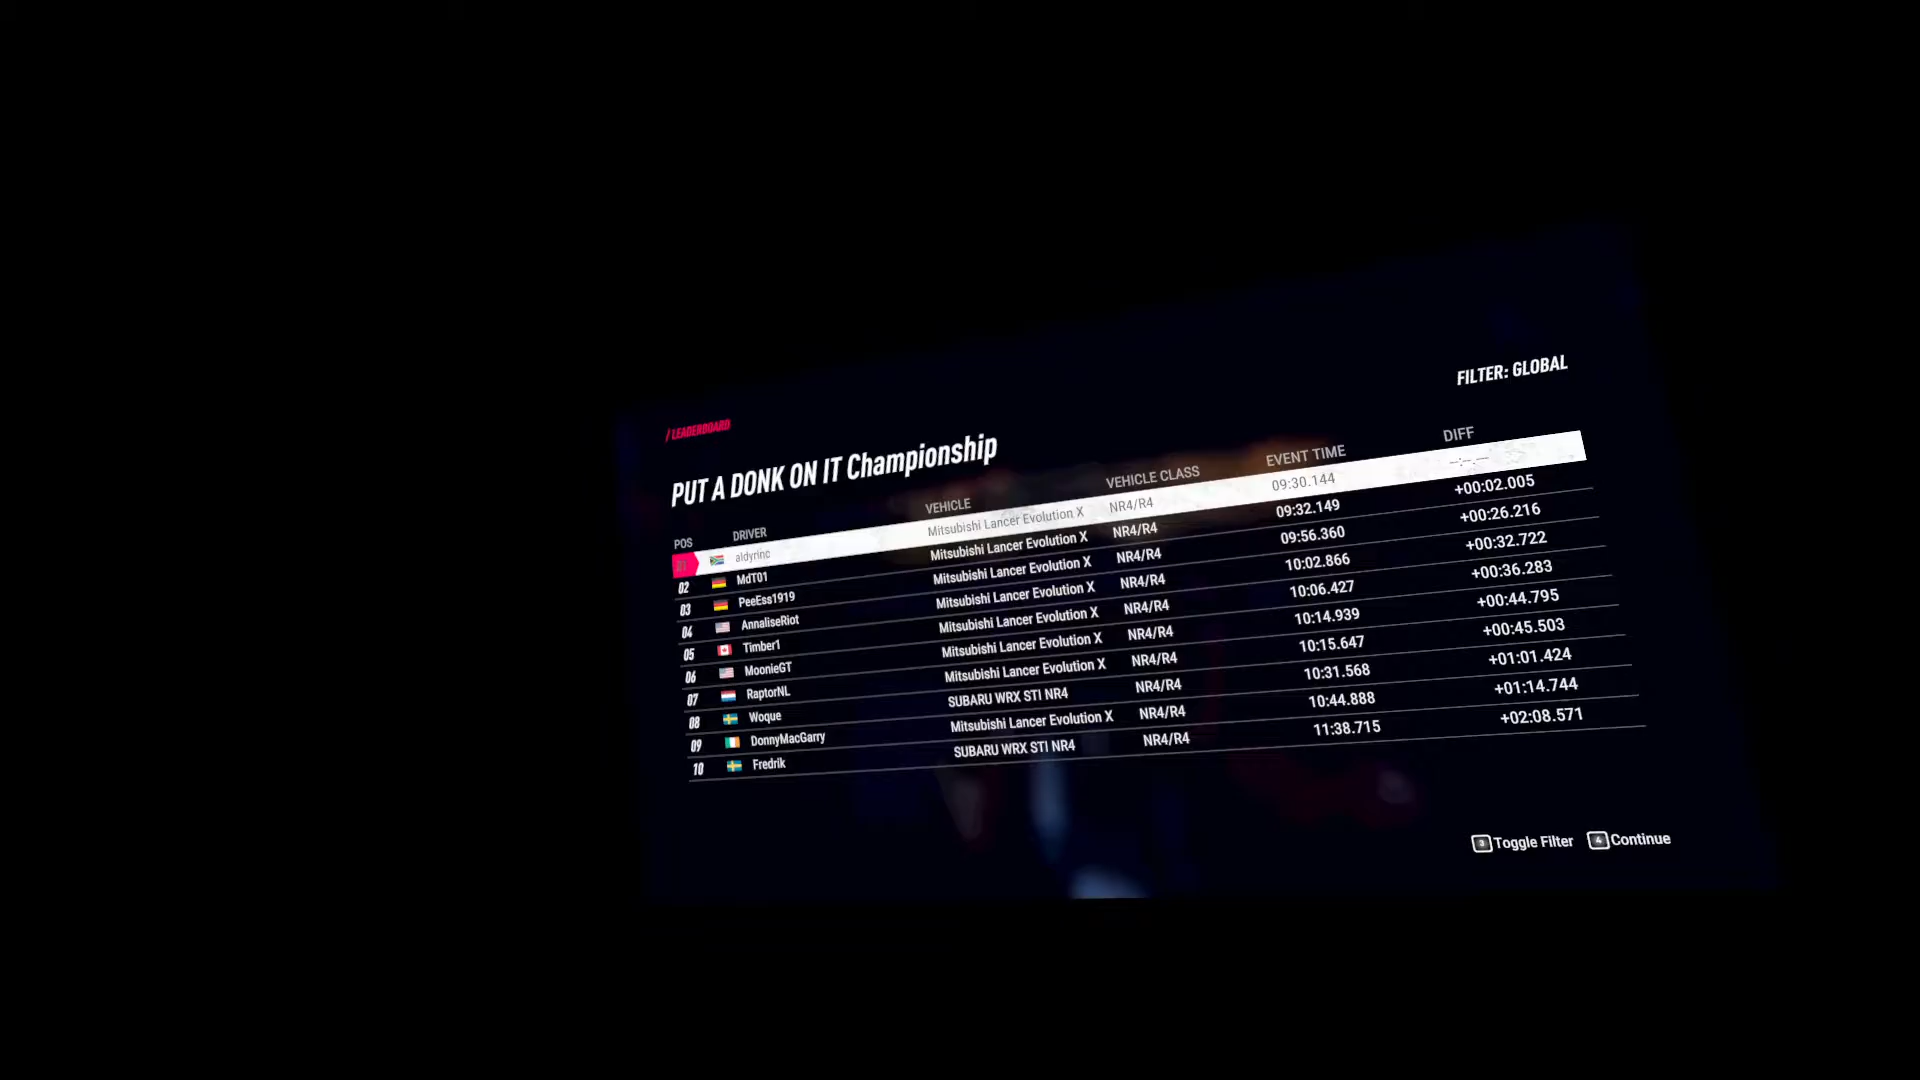 / LEADERBOARD
FILTER: GLOBAL
PUT A DONK ON IT Championship
POS DRIVER VEHICLE VEHICLE CLASS EVENT TIME DIFF
01 aldyrinc Mitsubishi Lancer Evolution X NR4/R4 09:30.144 --:--.---
02 MdT01 Mitsubishi Lancer Evolution X NR4/R4 09:32.149 +00:02.005
03 PeeEss1919 Mitsubishi Lancer Evolution X NR4/R4 09:56.360 +00:26.216
04 AnnaliseRiot Mitsubishi Lancer Evolution X NR4/R4 10:02.866 +00:32.722
05 Timber1 Mitsubishi Lancer Evolution X NR4/R4 10:06.427 +00:36.283
06 MoonieGT Mitsubishi Lancer Evolution X NR4/R4 10:14.939 +00:44.795
07 RaptorNL Mitsubishi Lancer Evolution X NR4/R4 10:15.647 +00:45.503
08 Woque SUBARU WRX STI NR4 NR4/R4 10:31.568 +01:01.424
09 DonnyMacGarry Mitsubishi Lancer Evolution X NR4/R4 10:44.888 +01:14.744
10 Fredrik SUBARU WRX STI NR4 NR4/R4 11:38.715 +02:08.571
3 Toggle Filter 4 Continue